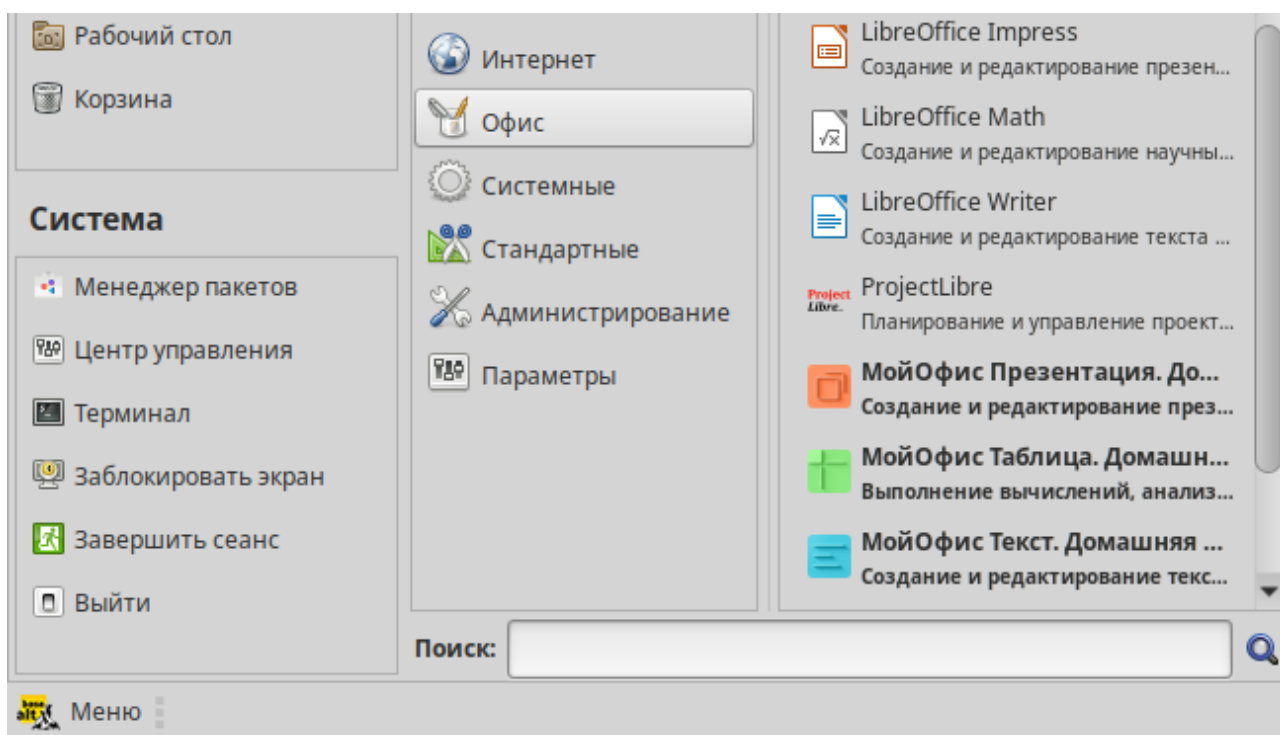 Рабочий стол
Корзина
Система
Менеджер пакетов
Центр управления
Терминал
Заблокировать экран
Завершить сеанс
Выйти
Интернет
Офис
Системные
Стандартные
Администрирование
Параметры
LibreOffice Impress
Создание и редактирование презен...
LibreOffice Math
Создание и редактирование научны...
LibreOffice Writer
Создание и редактирование текста ...
Project
Libre.
ProjectLibre
Планирование и управление проект...
МойОфис Презентация. До...
Создание и редактирование през...
МойОфис Таблица. Домашн...
Выполнение вычислений, анализ...
МойОфис Текст. Домашняя ...
Создание и редактирование текс...
Поиск:
base
alt
Меню